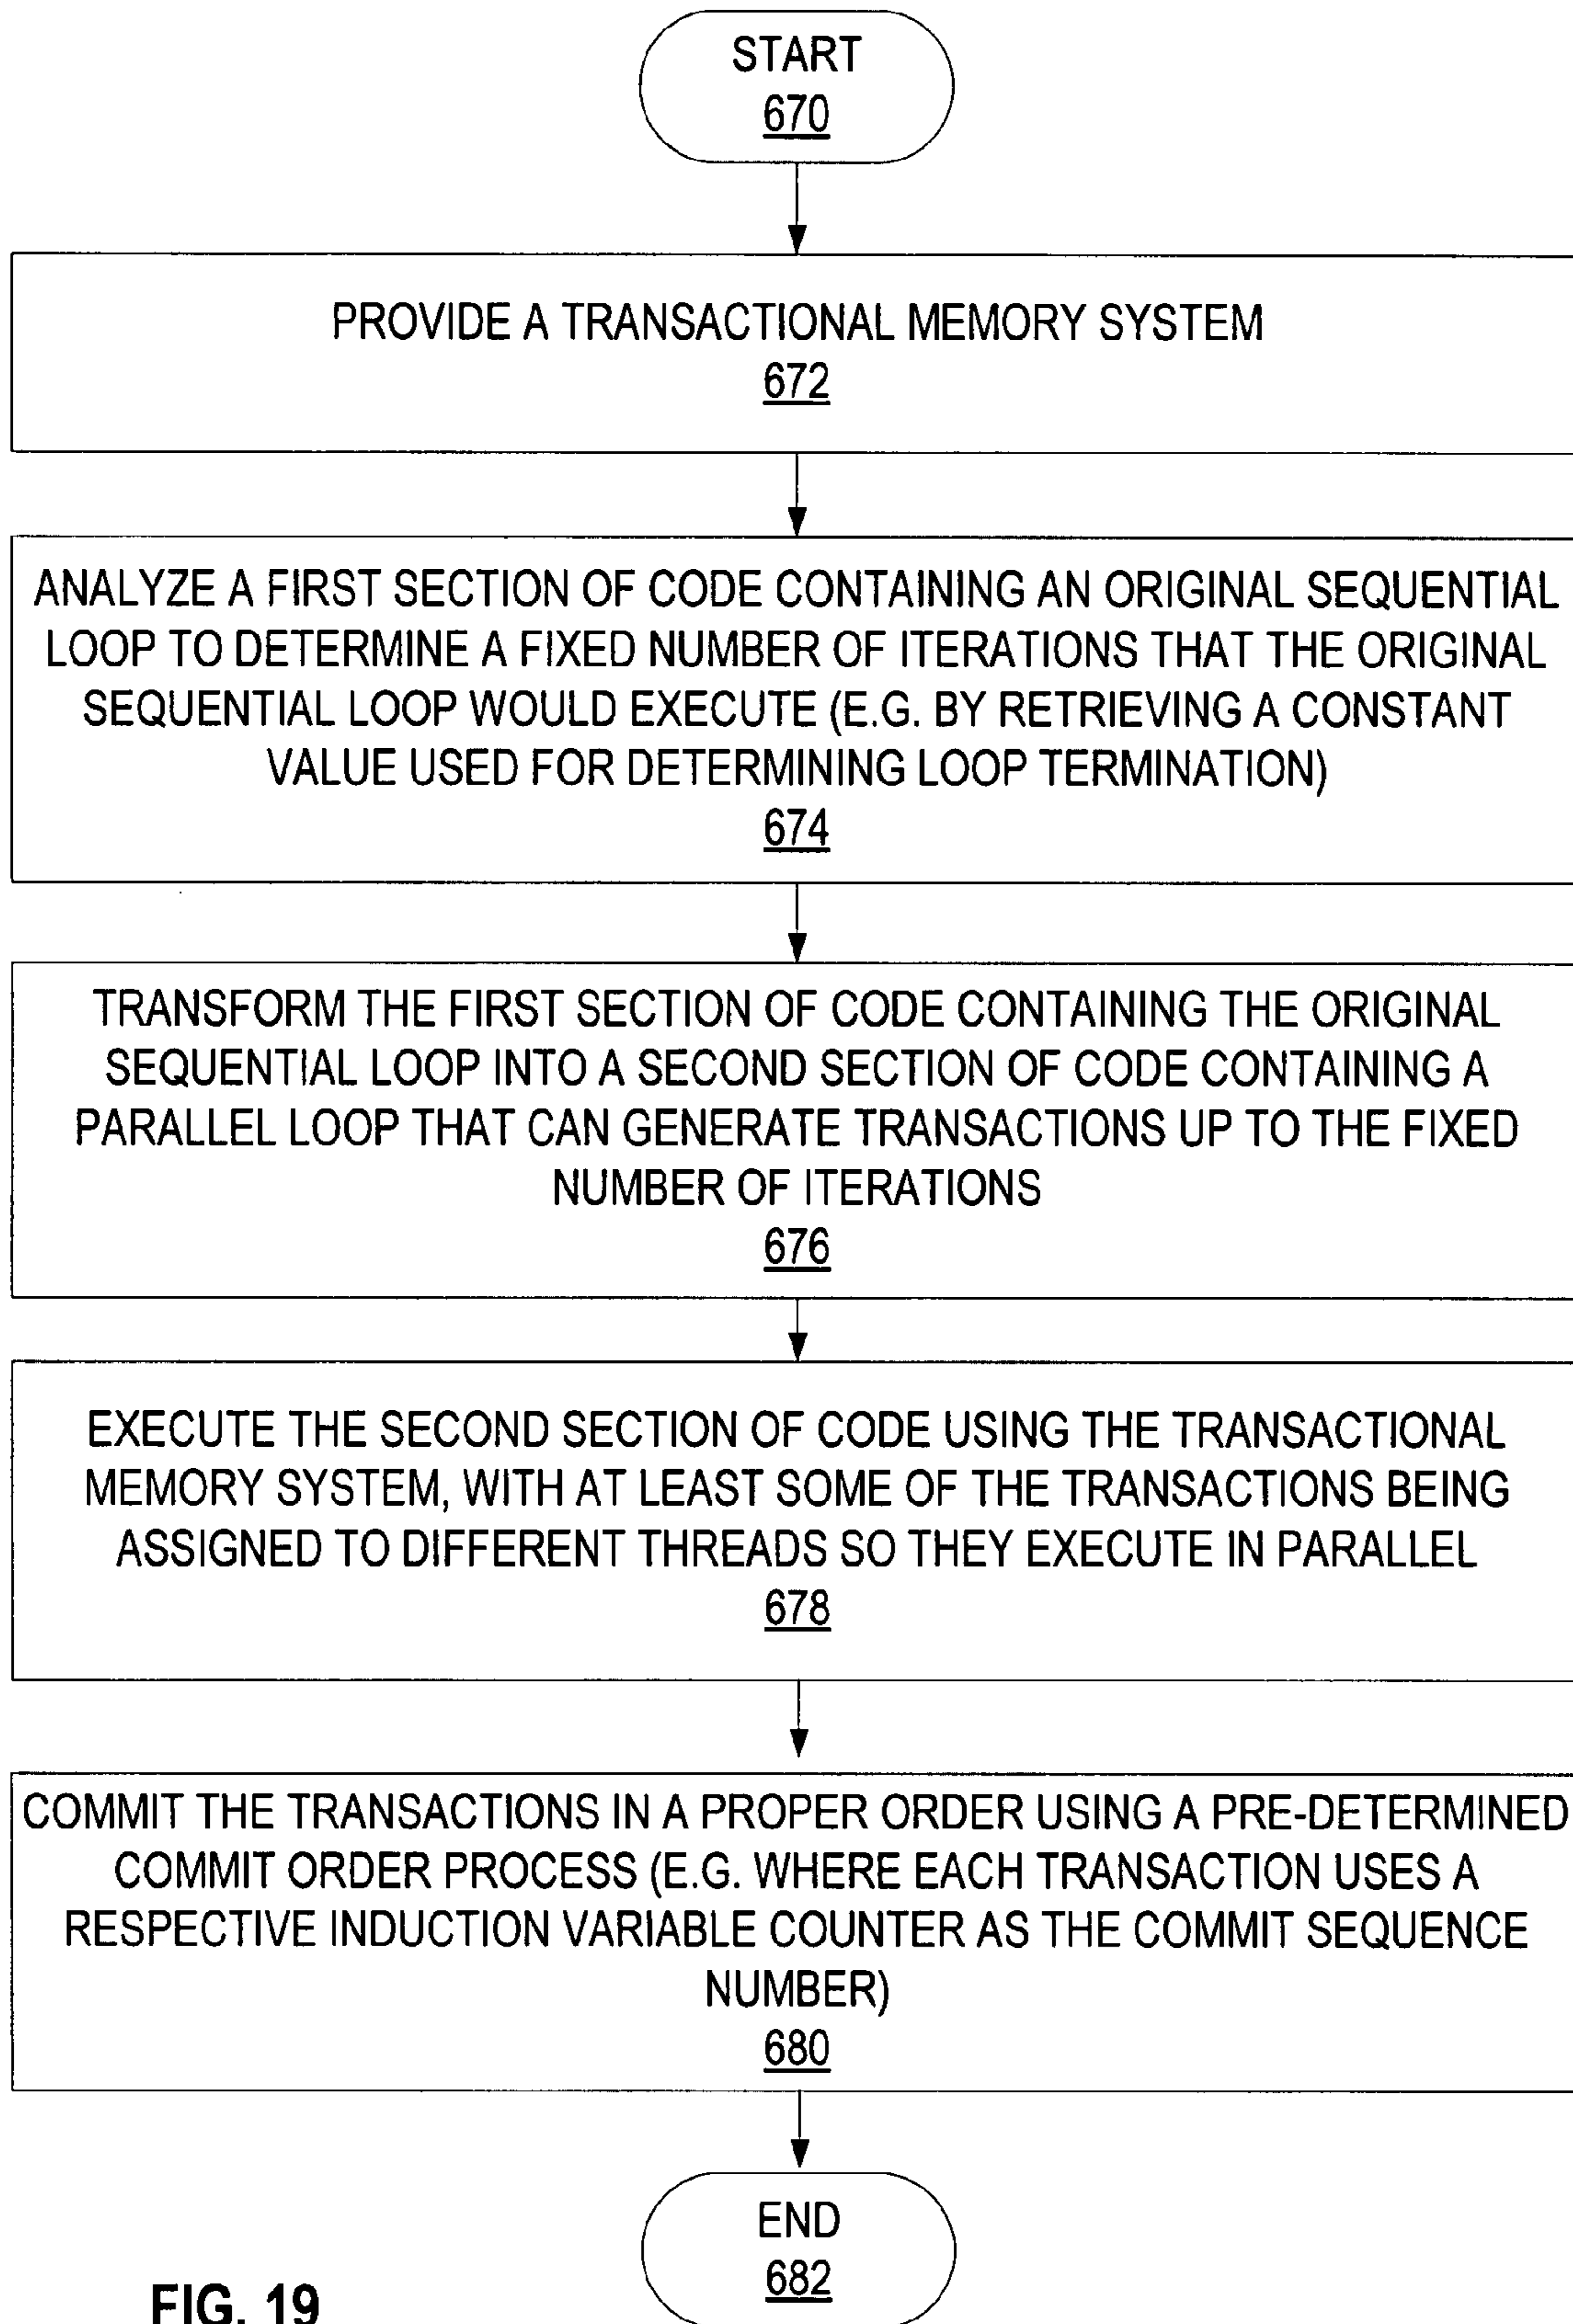 START
670
PROVIDE A TRANSACTIONAL MEMORY SYSTEM
672
ANALYZE A FIRST SECTION OF CODE CONTAINING AN ORIGINAL SEQUENTIAL
LOOP TO DETERMINE A FIXED NUMBER OF ITERATIONS THAT THE ORIGINAL
SEQUENTIAL LOOP WOULD EXECUTE (E.G. BY RETRIEVING A CONSTANT
VALUE USED FOR DETERMINING LOOP TERMINATION)
674
TRANSFORM THE FIRST SECTION OF CODE CONTAINING THE ORIGINAL
SEQUENTIAL LOOP INTO A SECOND SECTION OF CODE CONTAINING A
PARALLEL LOOP THAT CAN GENERATE TRANSACTIONS UP TO THE FIXED
NUMBER OF ITERATIONS
676
EXECUTE THE SECOND SECTION OF CODE USING THE TRANSACTIONAL
MEMORY SYSTEM, WITH AT LEAST SOME OF THE TRANSACTIONS BEING
ASSIGNED TO DIFFERENT THREADS SO THEY EXECUTE IN PARALLEL
678
COMMIT THE TRANSACTIONS IN A PROPER ORDER USING A PRE-DETERMINED
COMMIT ORDER PROCESS (E.G. WHERE EACH TRANSACTION USES A
RESPECTIVE INDUCTION VARIABLE COUNTER AS THE COMMIT SEQUENCE
NUMBER)
680
END
682
FIG. 19